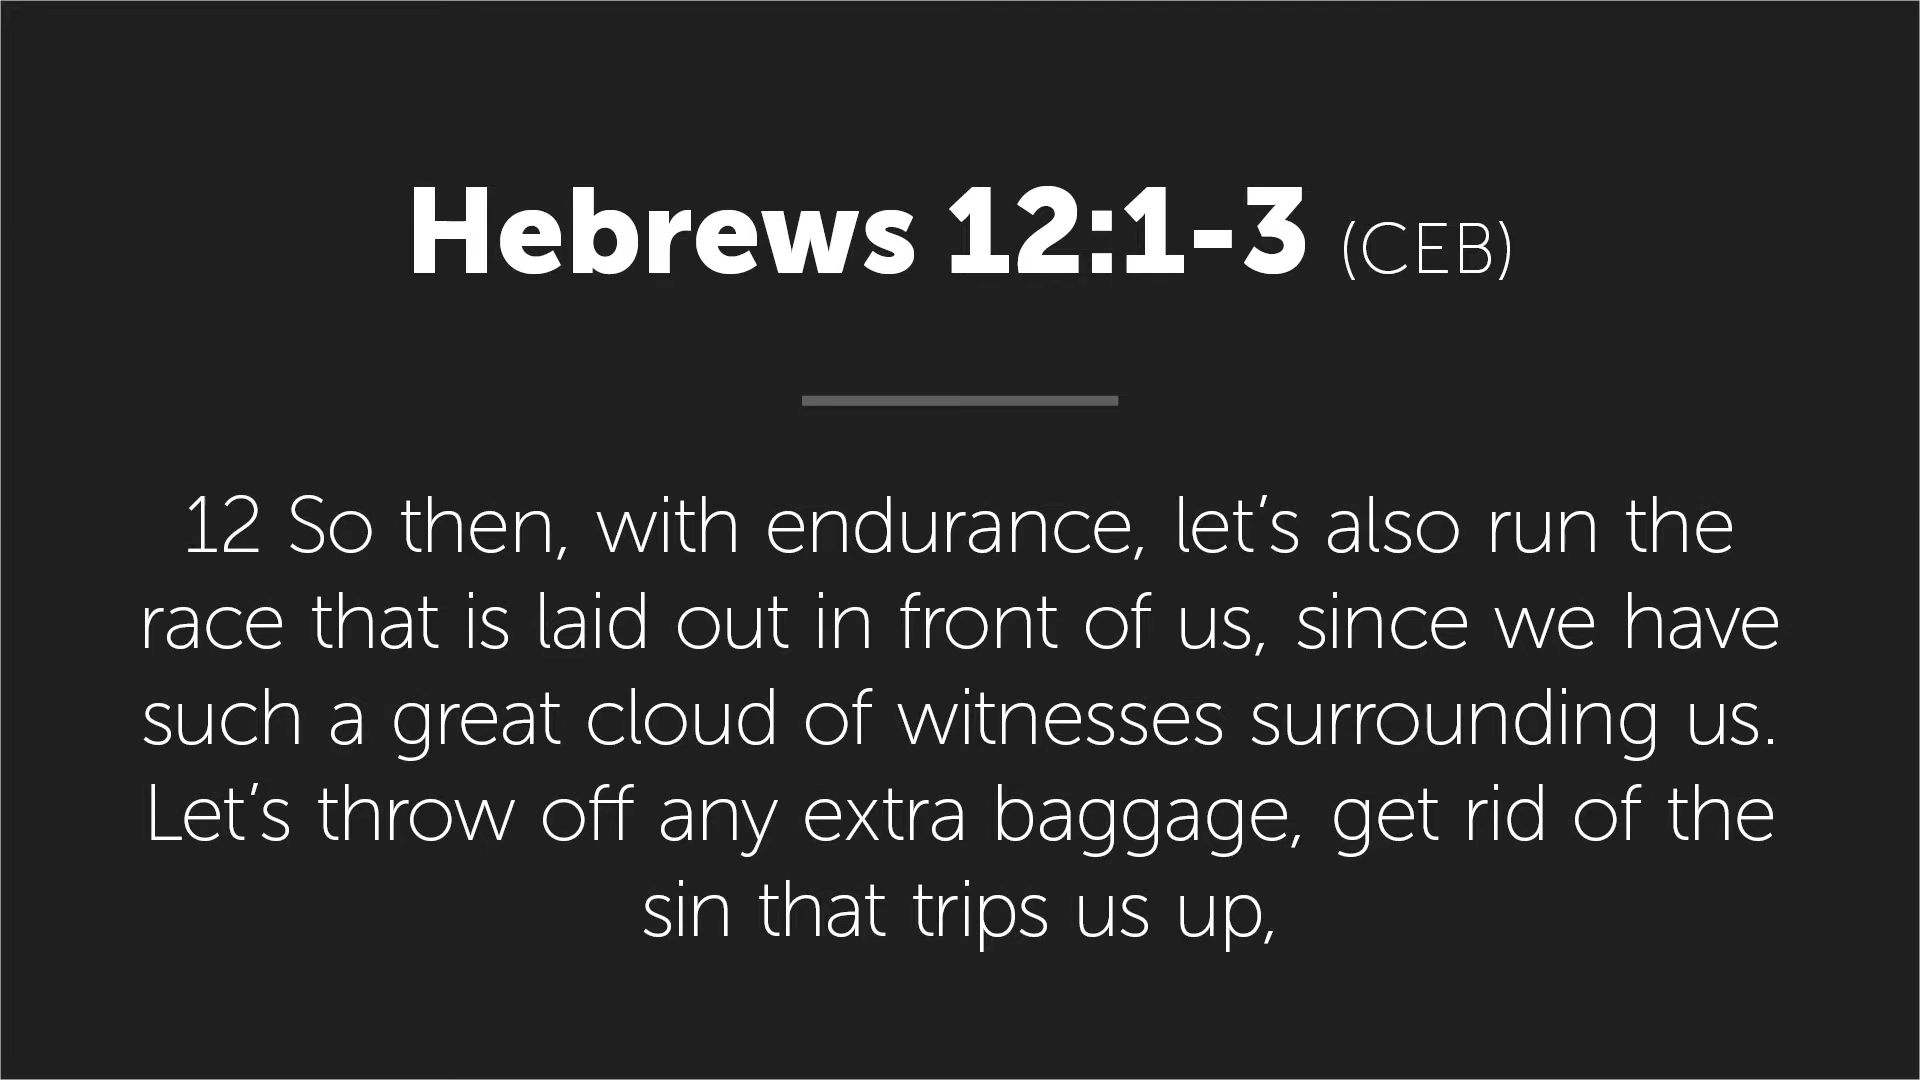 Hebrews 12:1-3 (CEB)
12 So then, with endurance, let’s also run the
race that is laid out in front of us, since we have
such a great cloud of witnesses surrounding us.
Let’s throw off any extra baggage, get rid of the
sin that trips us up,